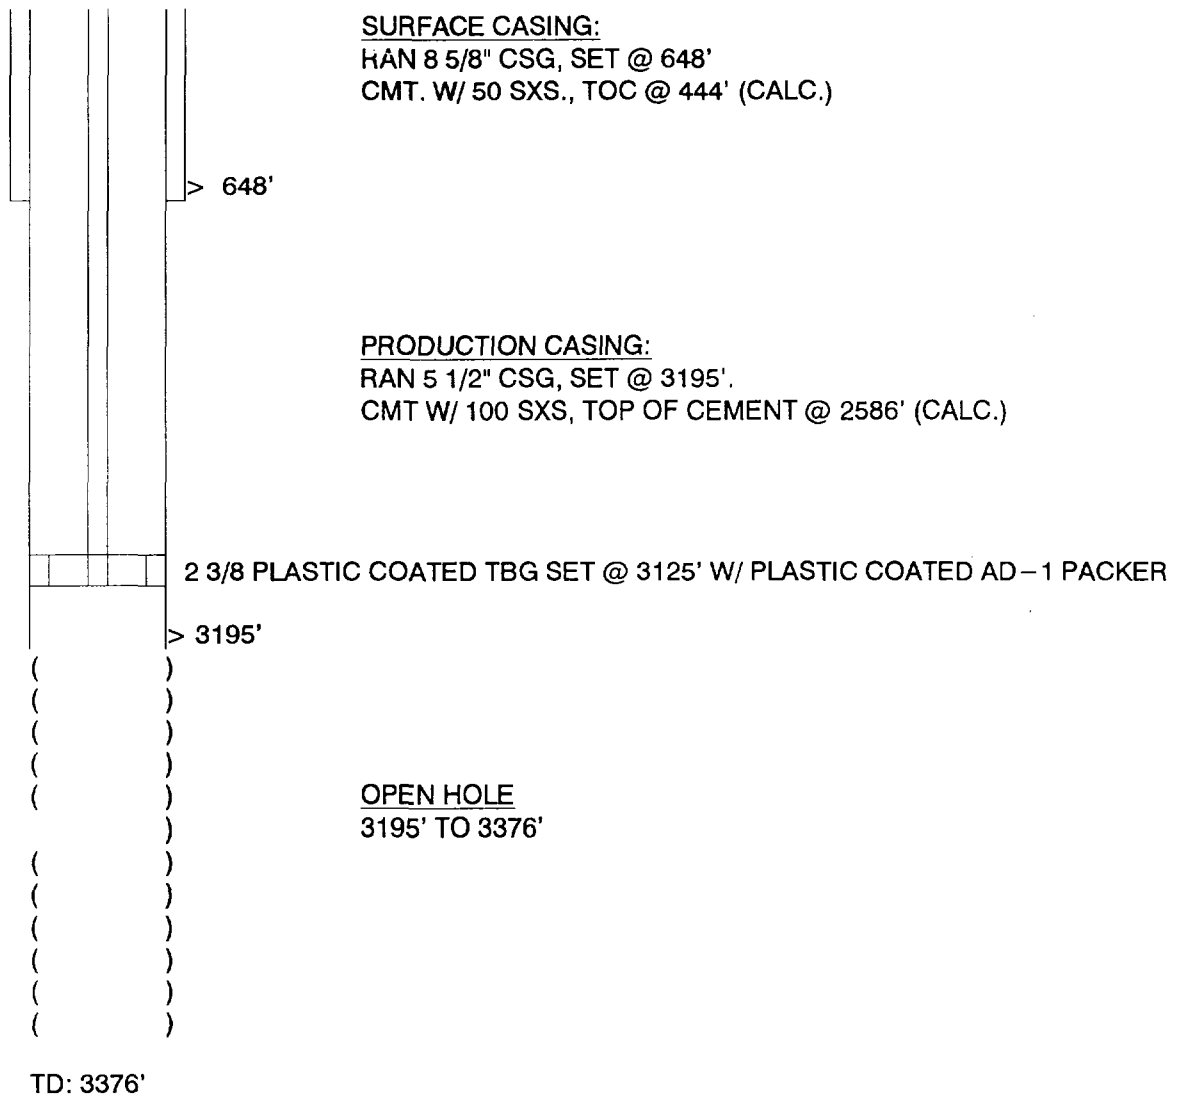 SURFACE CASING:
RAN 8 5/8" CSG, SET @ 648'
CMT. W/ 50 SXS., TOC @ 444' (CALC.)
> 648'
PRODUCTION CASING:
RAN 5 1/2" CSG, SET @ 3195'.
CMT W/ 100 SXS, TOP OF CEMENT @ 2586' (CALC.)
2 3/8 PLASTIC COATED TBG SET @ 3125' W/ PLASTIC COATED AD–1 PACKER
> 3195'
( )
( )
( )
( )
( )
OPEN HOLE
)
3195' TO 3376'
( )
( )
( )
( )
( )
( )
TD: 3376'